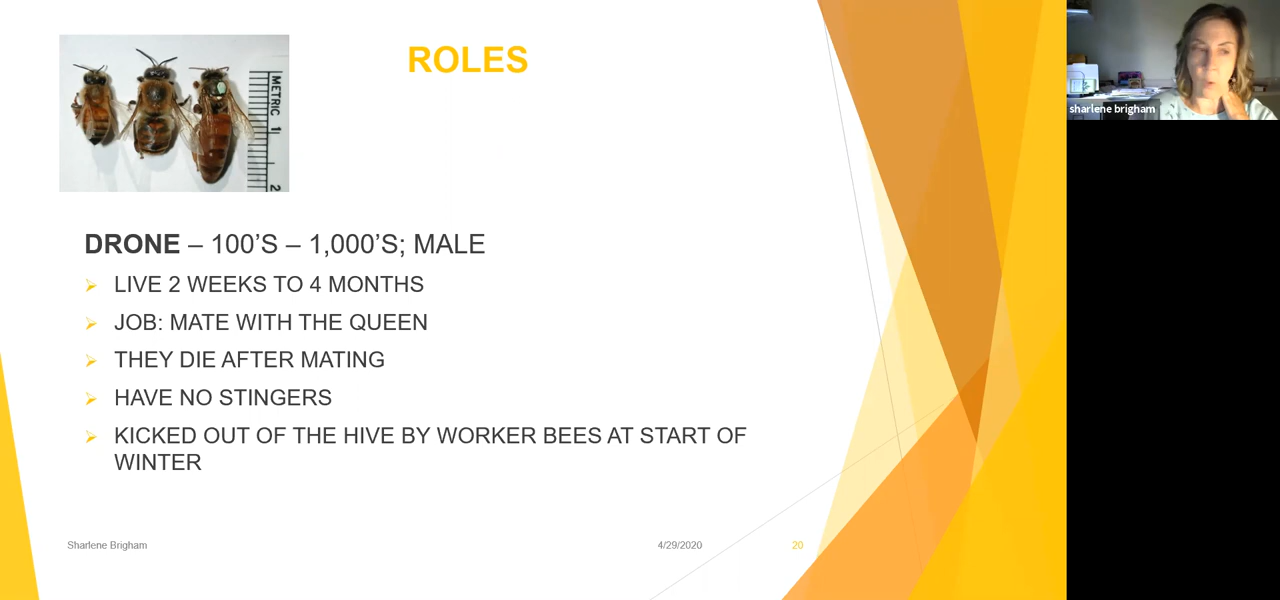 ROLES
METRIC 1
2
sharlene brigham
DRONE – 100'S – 1,000'S; MALE
LIVE 2 WEEKS TO 4 MONTHS
JOB: MATE WITH THE QUEEN
THEY DIE AFTER MATING
HAVE NO STINGERS
KICKED OUT OF THE HIVE BY WORKER BEES AT START OF
WINTER
Sharlene Brigham
4/29/2020
20